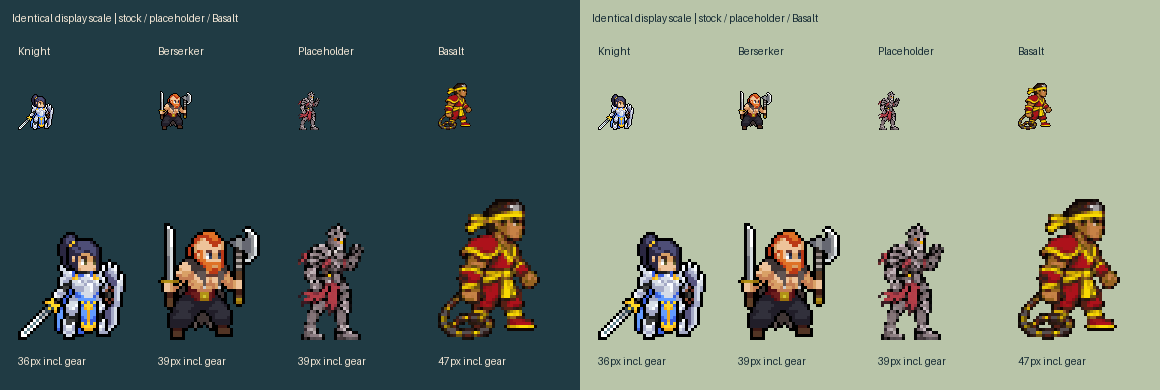 Identical display scale | stock / placeholder / Basalt
Knight Berserker Placeholder Basalt
36px incl. gear 39px incl. gear 39px incl. gear 47px incl. gear
Identical display scale | stock / placeholder / Basalt
Knight Berserker Placeholder Basalt
36px incl. gear 39px incl. gear 39px incl. gear 47px incl. gear